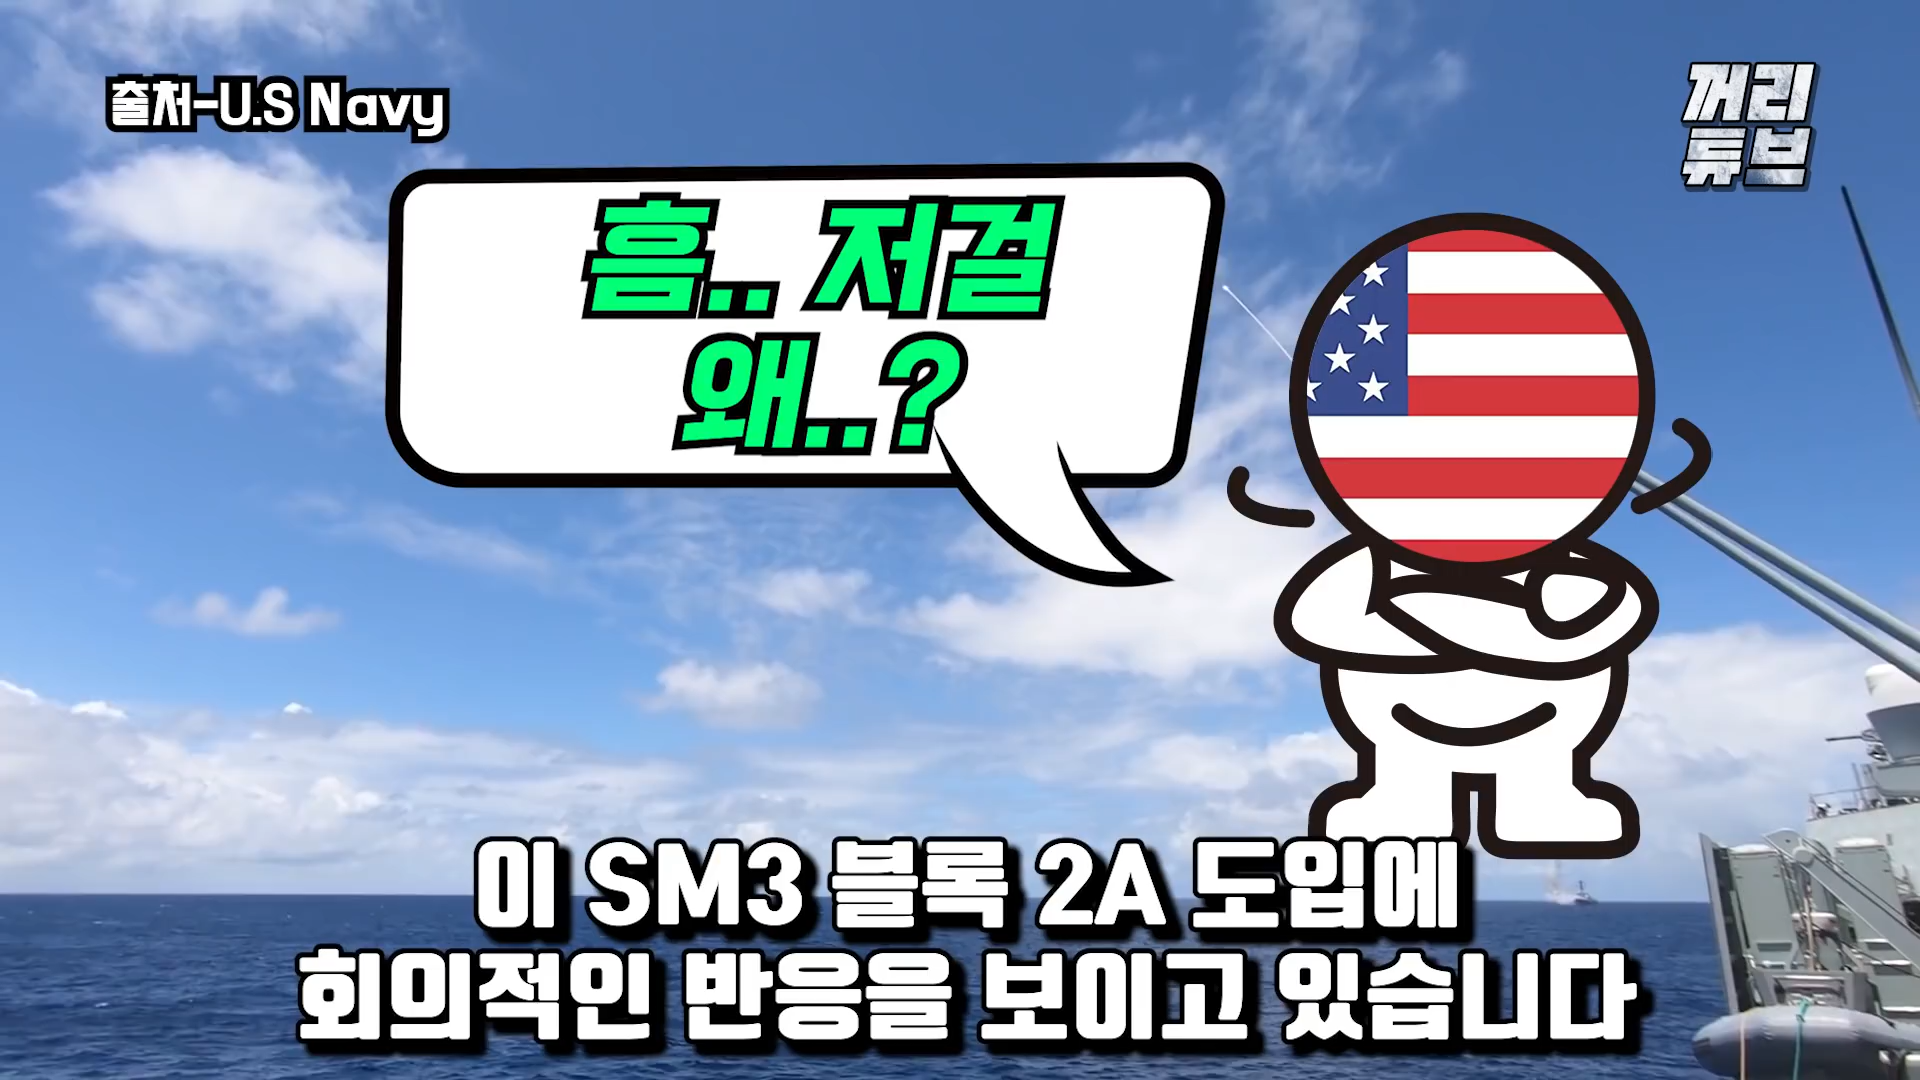 출처-U.S Navy
꺼리
튜브
흠.. 저걸
왜..?
이 SM3 블록 2A 도입에
회의적인 반응을 보이고 있습니다